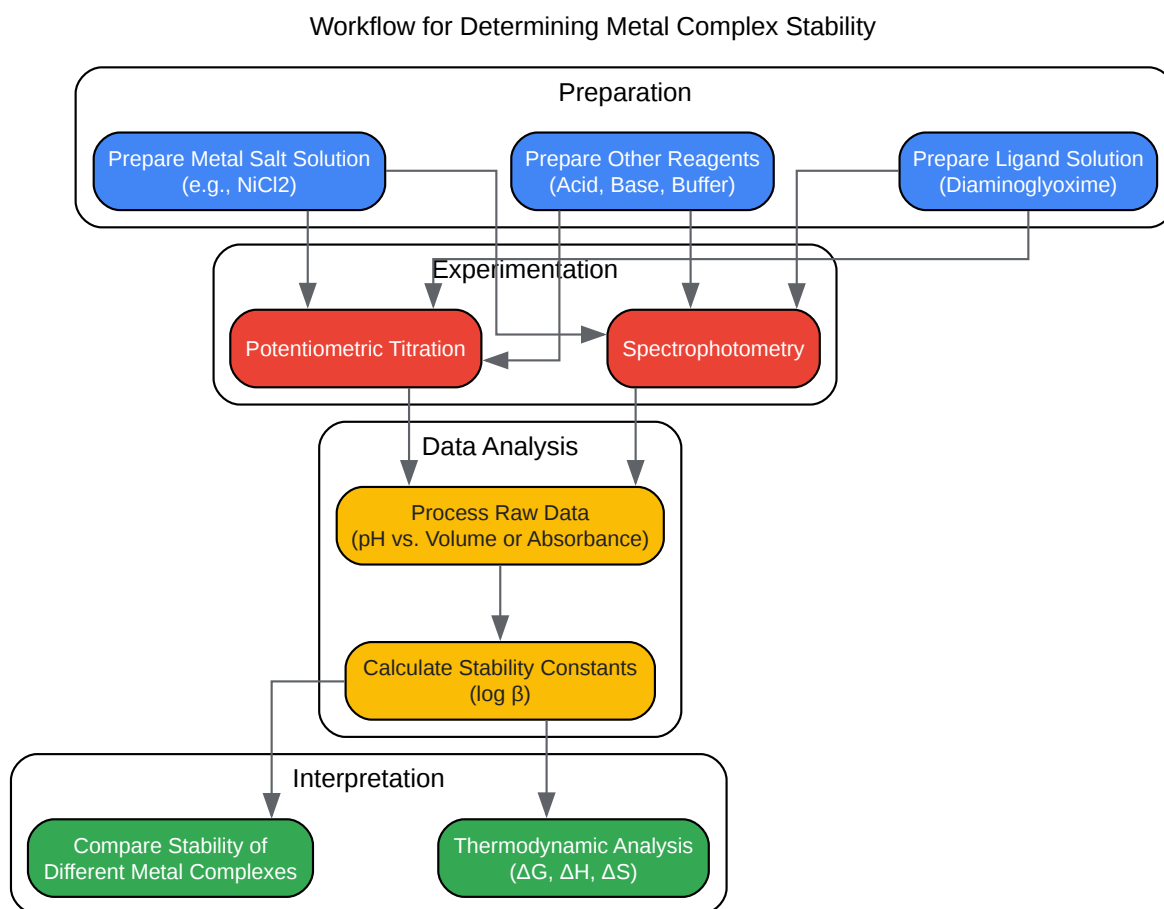 Workflow for Determining Metal Complex Stability
Preparation
Prepare Metal Salt Solution
(e.g., NiCl2)
Prepare Other Reagents
(Acid, Base, Buffer)
Prepare Ligand Solution
(Diaminoglyoxime)
Experimentation
Potentiometric Titration
Spectrophotometry
Data Analysis
Process Raw Data
(pH vs. Volume or Absorbance)
Calculate Stability Constants
(log β)
Interpretation
Compare Stability of
Different Metal Complexes
Thermodynamic Analysis
(ΔG, ΔH, ΔS)